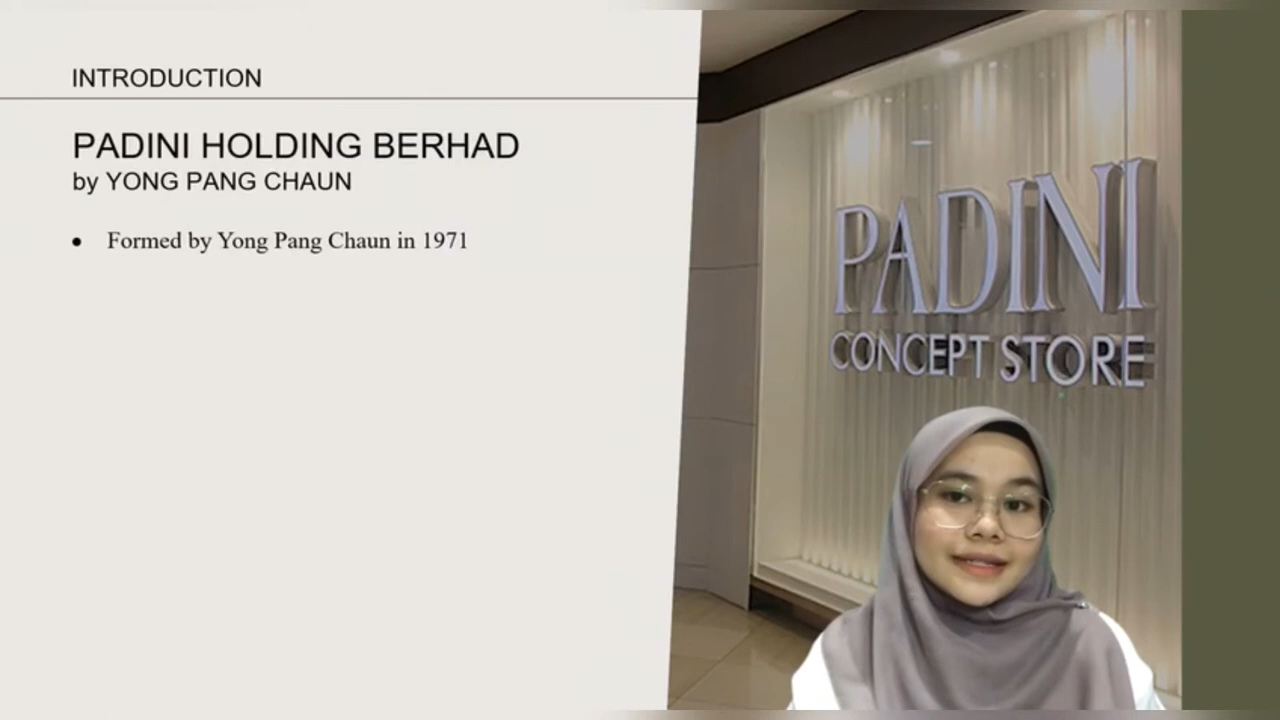 INTRODUCTION
PADINI HOLDING BERHAD
by YONG PANG CHAUN
• Formed by Yong Pang Chaun in 1971
PADINI
CONCEPT STORE